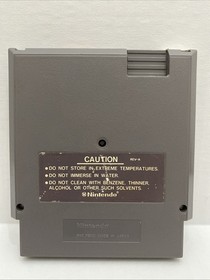 CAUTION
REV-A
•DO NOT STORE IN EXTREME TEMPERATURES.
•DO NOT IMMERSE IN WATER.
•DO NOT CLEAN WITH BENZENE, THINNER,
ALCOHOL OR OTHER SUCH SOLVENTS.
®Nintendo
Nintendo